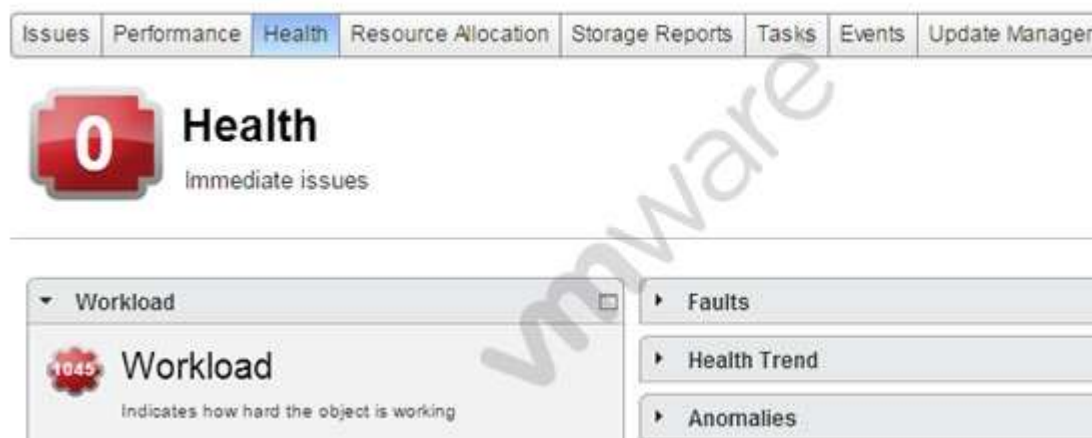 Issues Performance Health Resource Allocation Storage Reports Tasks Events Update Manager
0
Health
Immediate issues
vmware
Workload
1045
Workload
Indicates how hard the object is working
Faults
Health Trend
Anomalies